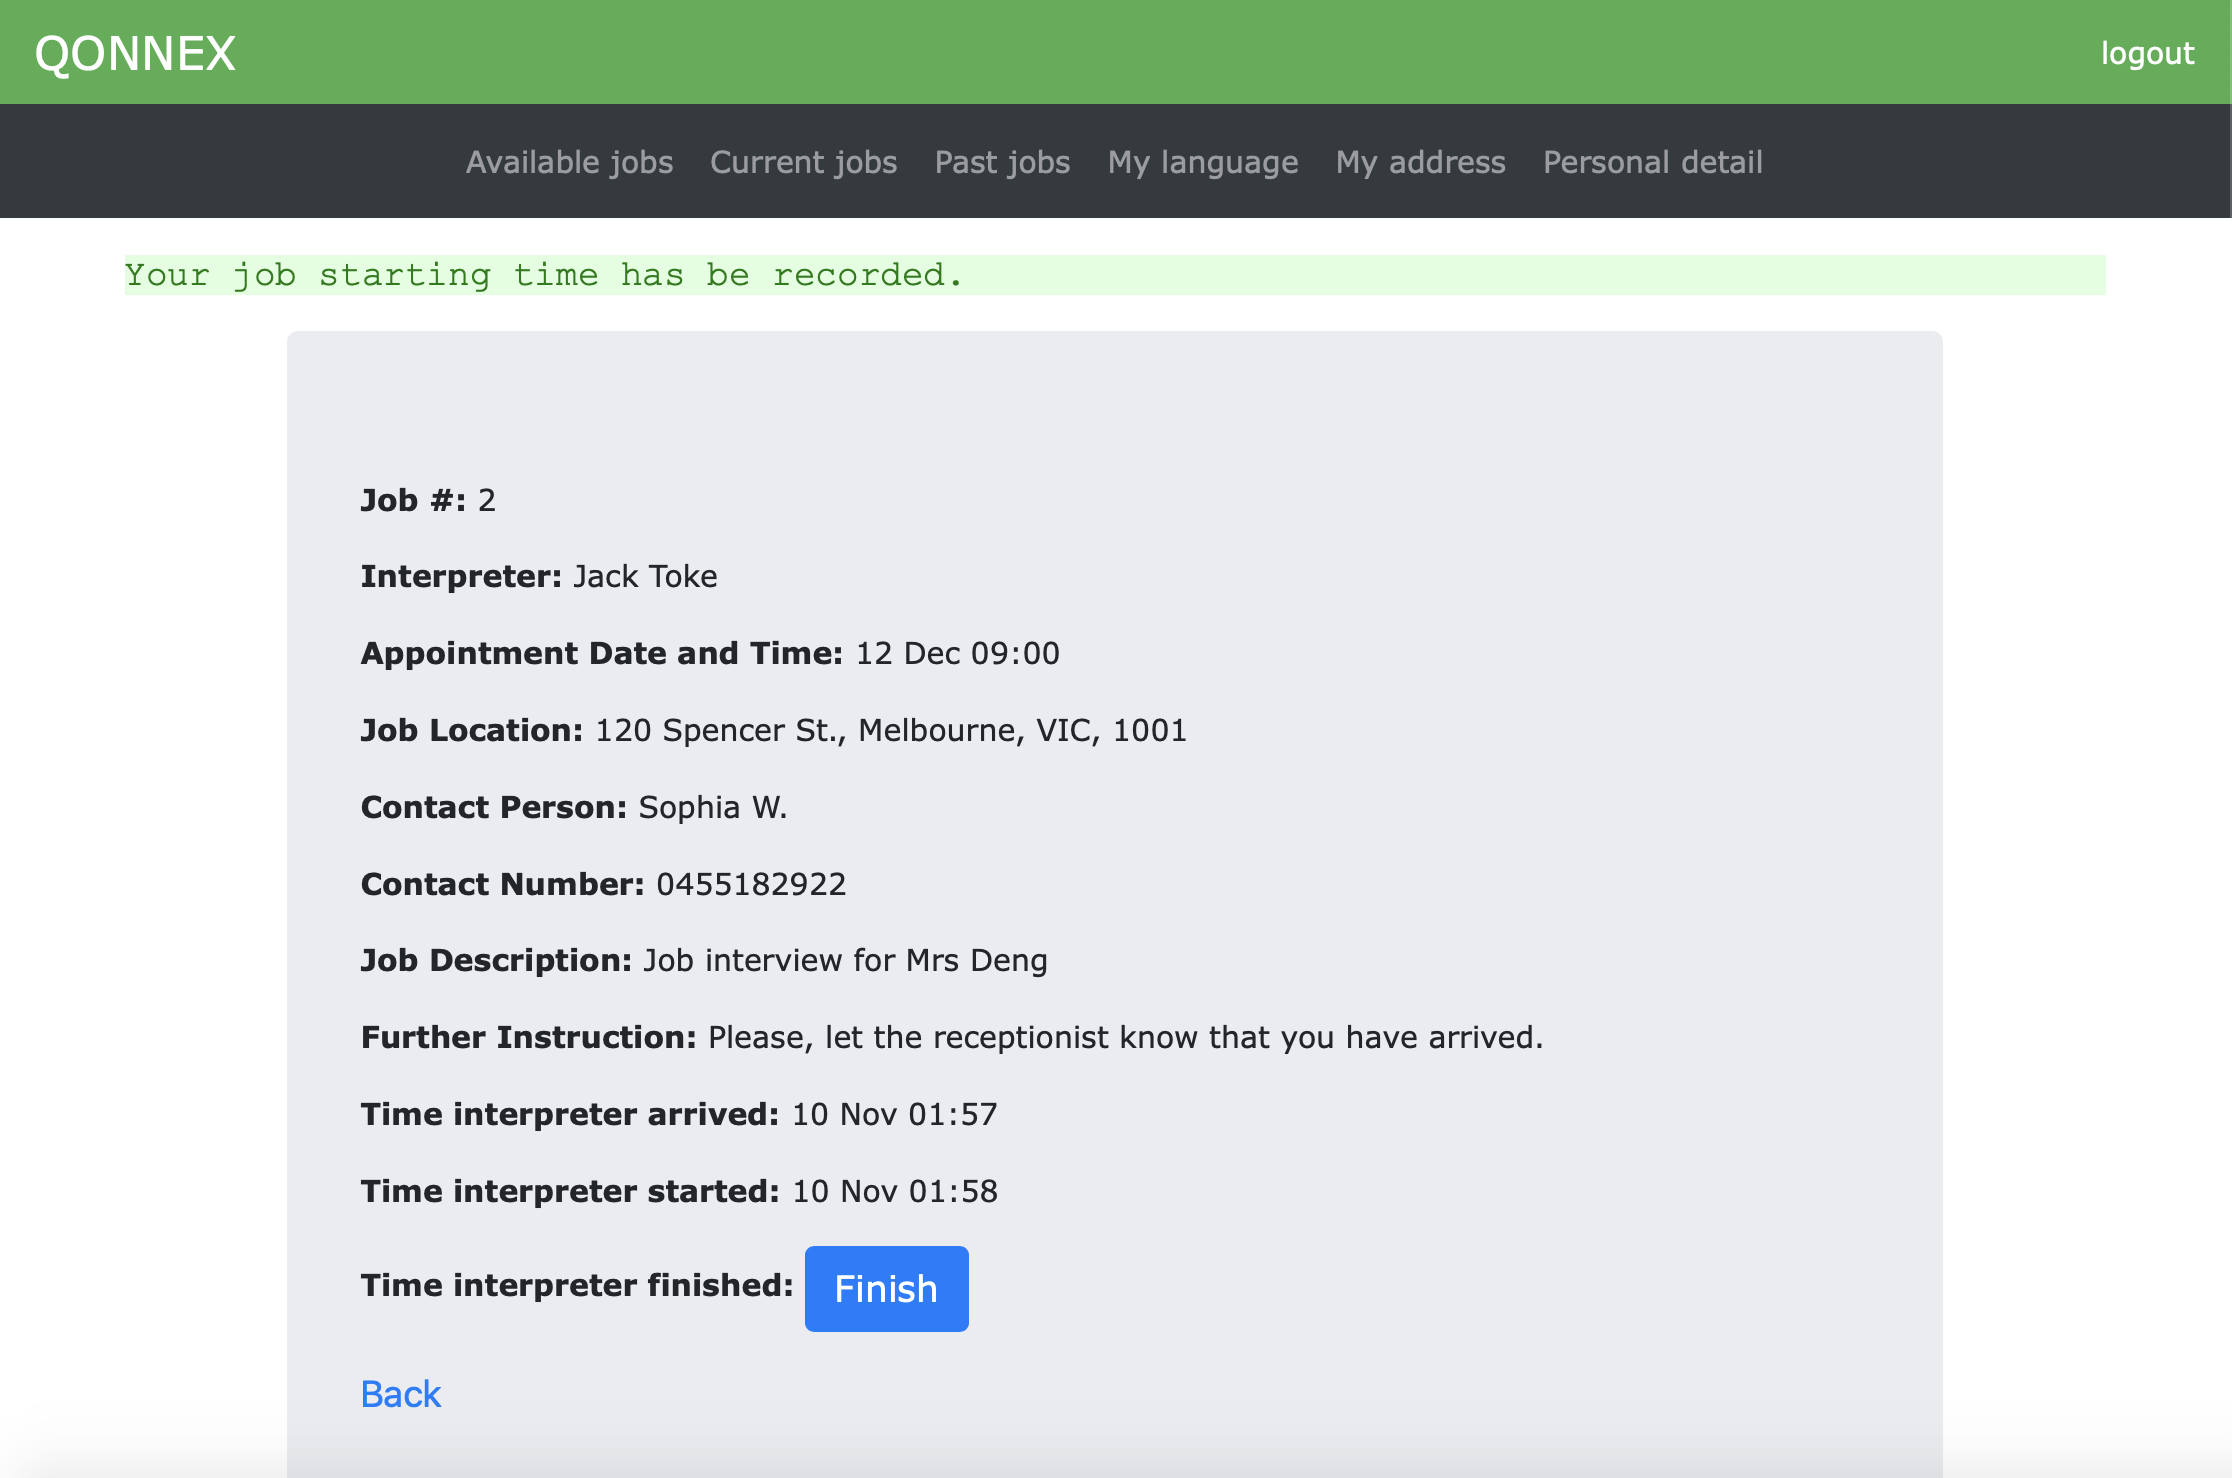 QONNEX
logout
Available jobs Current jobs Past jobs My language My address Personal detail
Your job starting time has be recorded.
Job #: 2
Interpreter: Jack Toke
Appointment Date and Time: 12 Dec 09:00
Job Location: 120 Spencer St., Melbourne, VIC, 1001
Contact Person: Sophia W.
Contact Number: 0455182922
Job Description: Job interview for Mrs Deng
Further Instruction: Please, let the receptionist know that you have arrived.
Time interpreter arrived: 10 Nov 01:57
Time interpreter started: 10 Nov 01:58
Time interpreter finished: Finish
Back